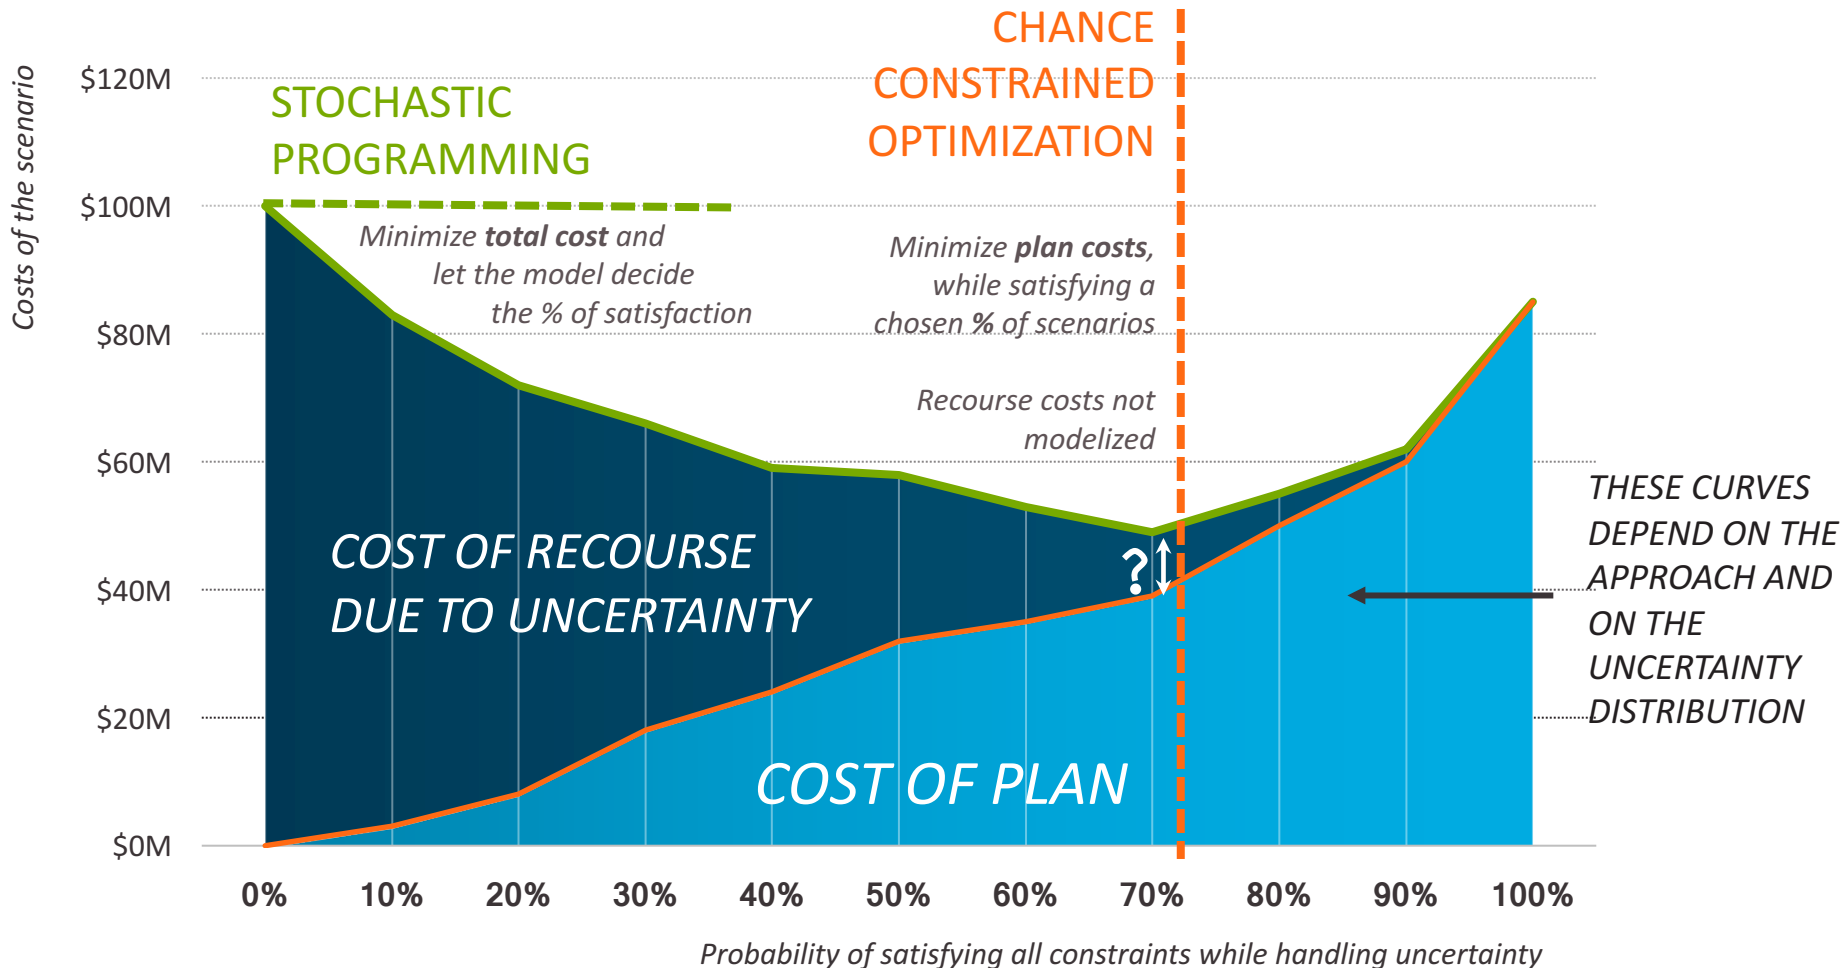 Costs of the scenario
$120M
$100M
$80M
$60M
$40M
$20M
$0M
STOCHASTIC
PROGRAMMING
Minimize total cost and
let the model decide
the % of satisfaction
CHANCE
CONSTRAINED
OPTIMIZATION
Minimize plan costs,
while satisfying a
chosen % of scenarios
Recourse costs not
modelized
COST OF RECOURSE
DUE TO UNCERTAINTY
?
COST OF PLAN
THESE CURVES
DEPEND ON THE
APPROACH AND
ON THE
UNCERTAINTY
DISTRIBUTION
0% 10% 20% 30% 40% 50% 60% 70% 80% 90% 100%
Probability of satisfying all constraints while handling uncertainty